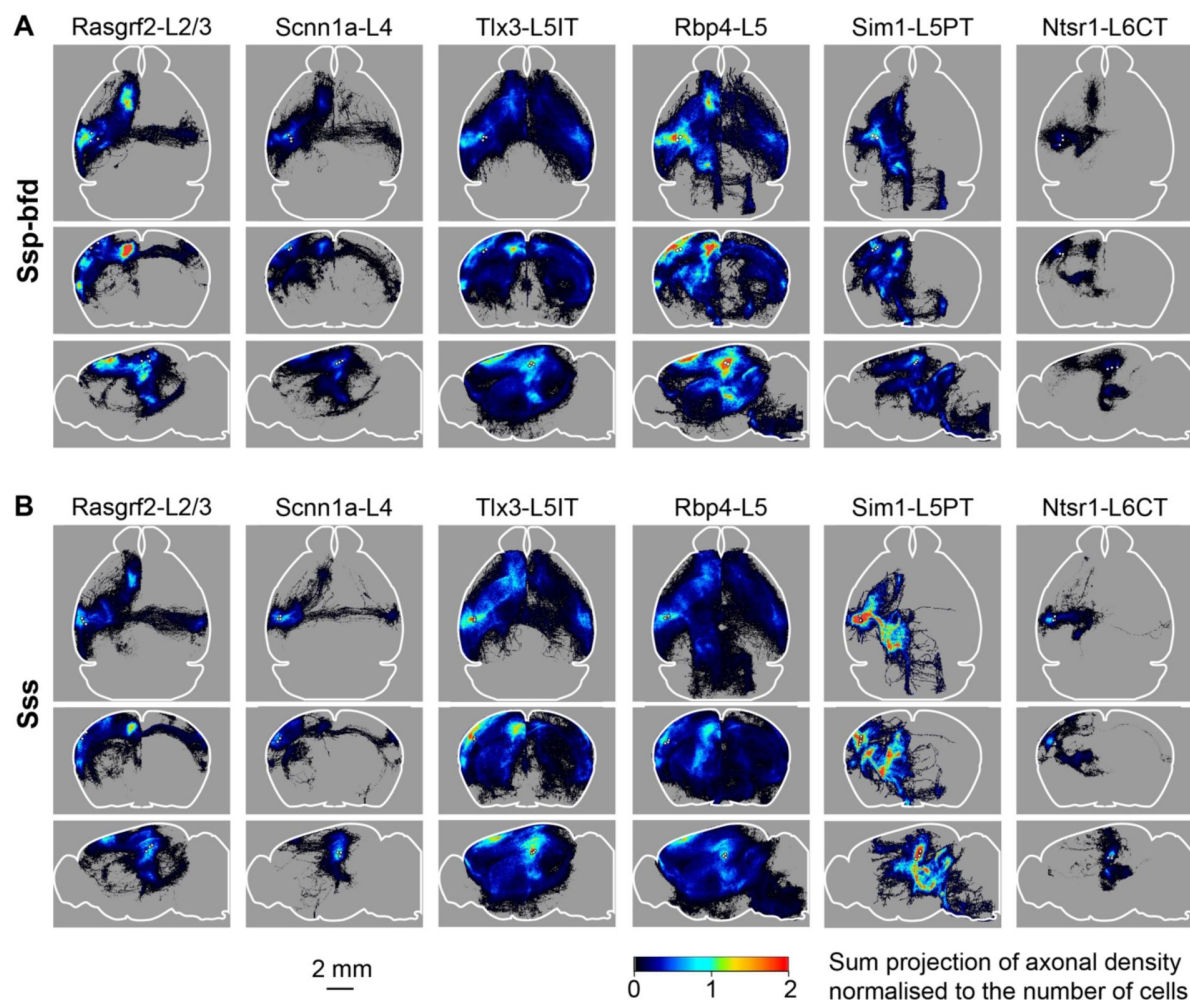 A
Rasgrf2-L2/3 Scnn1a-L4 Tlx3-L5IT Rbp4-L5 Sim1-L5PT Ntsr1-L6CT
Ssp-bfd
B
Rasgrf2-L2/3 Scnn1a-L4 Tlx3-L5IT Rbp4-L5 Sim1-L5PT Ntsr1-L6CT
Sss
2 mm
0 1 2
Sum projection of axonal density
normalised to the number of cells